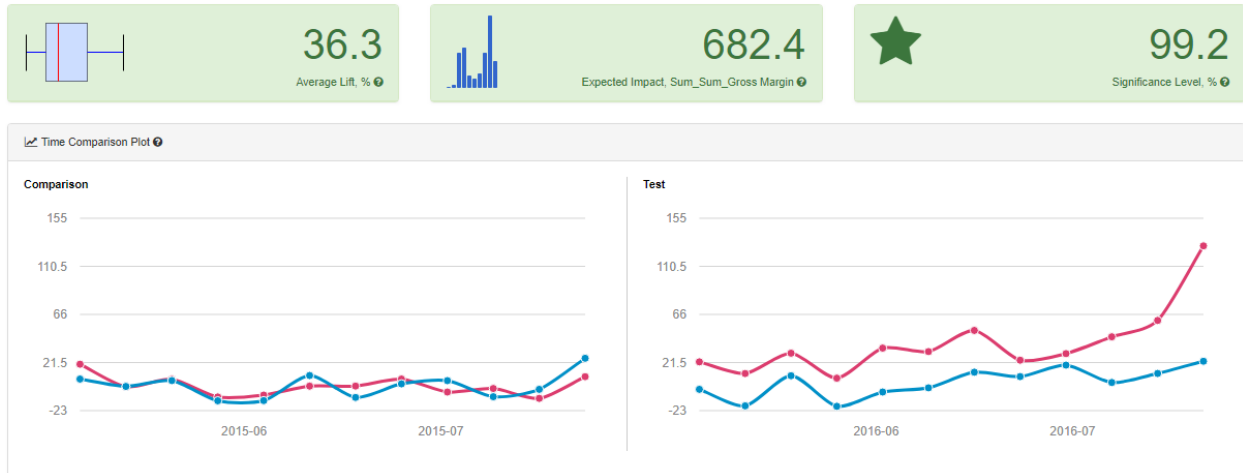 36.3
Average Lift, %
682.4
Expected Impact, Sum_Sum_Gross Margin
99.2
Significance Level, %
Time Comparison Plot
Comparison
155
110.5
66
21.5
-23
2015-06 2015-07
Test
155
110.5
66
21.5
-23
2016-06 2016-07